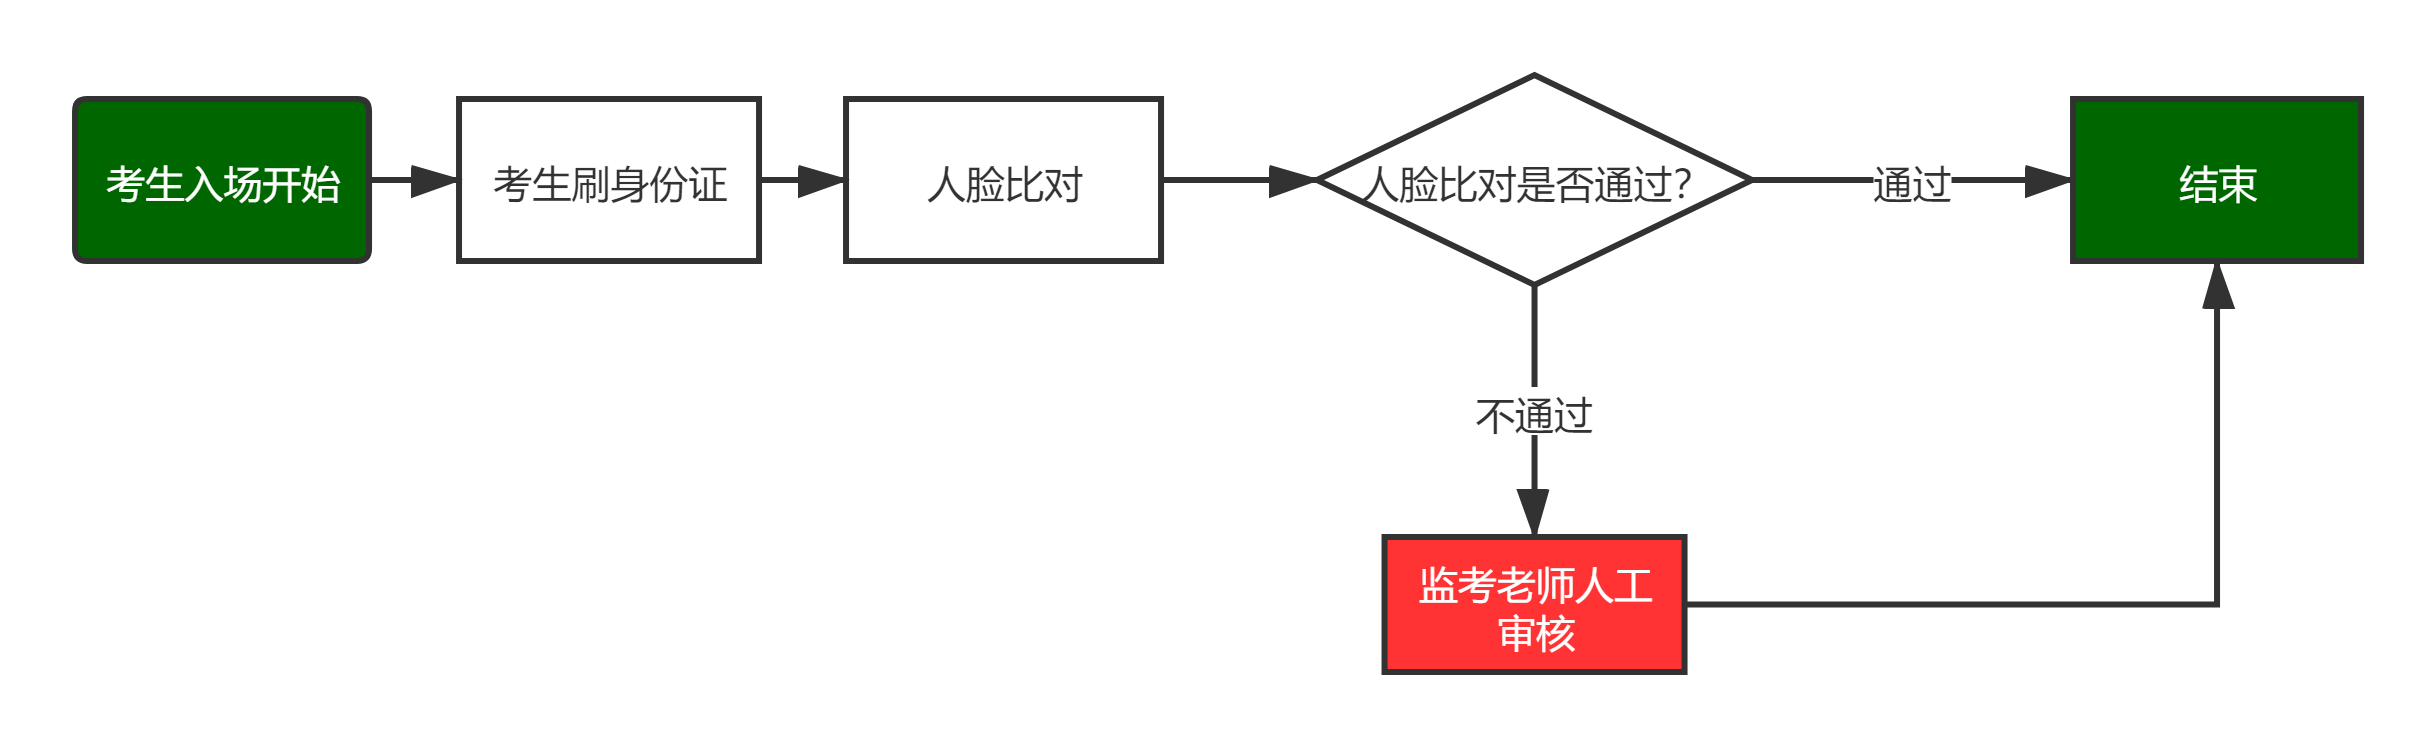 考生入场开始
考生刷身份证
人脸比对
人脸比对是否通过?
通过
结束
不通过
监考老师人工
审核